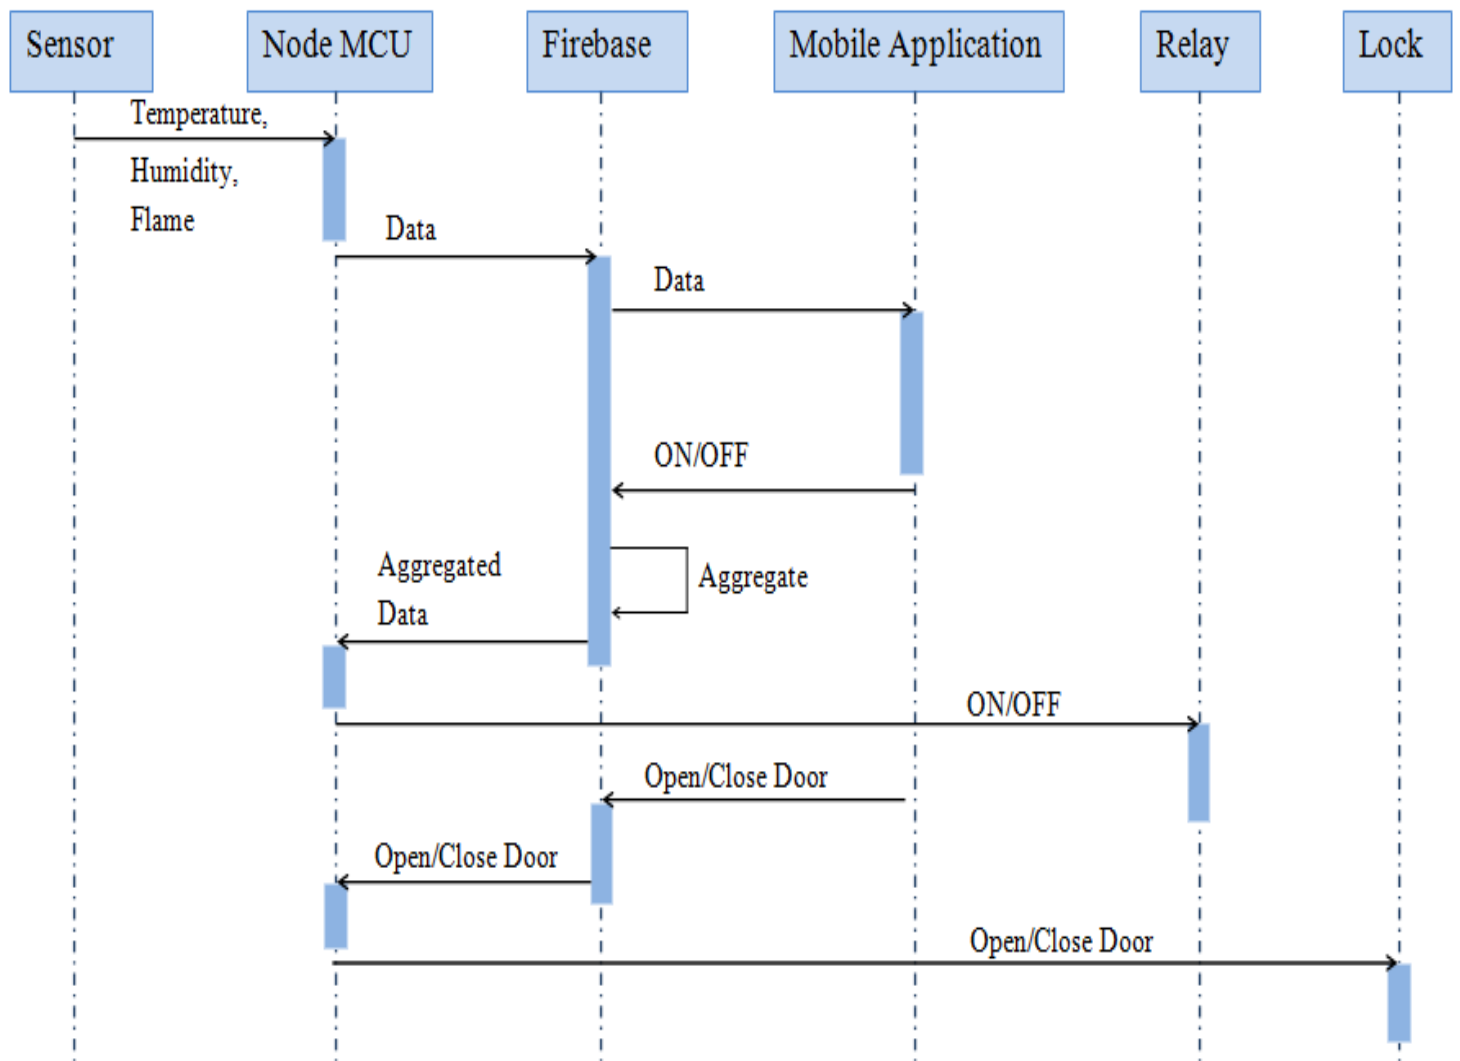 Sensor
Node MCU
Firebase
Mobile Application
Relay
Lock
Temperature,
Humidity,
Flame
Data
Data
ON/OFF
Aggregated
Data
Aggregate
ON/OFF
Open/Close Door
Open/Close Door
Open/Close Door